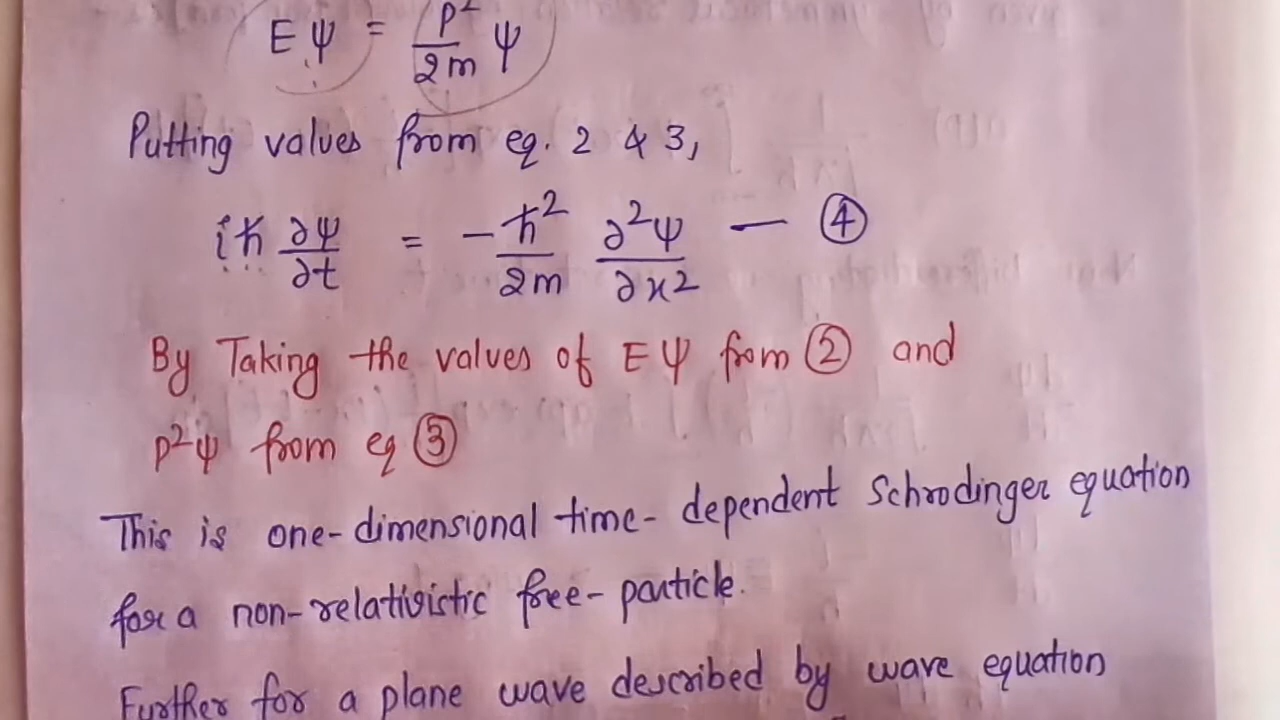 Eψ = p²/2m ψ
Putting values from eq. 2 & 3,
iħ ∂ψ/∂t = -ħ²/2m ∂²ψ/∂x² — ④
By Taking the values of Eψ from ② and
p²ψ from eq ③
This is one-dimensional time-dependent Schrodinger equation
for a non-relativistic free-particle.
Further for a plane wave described by wave equation